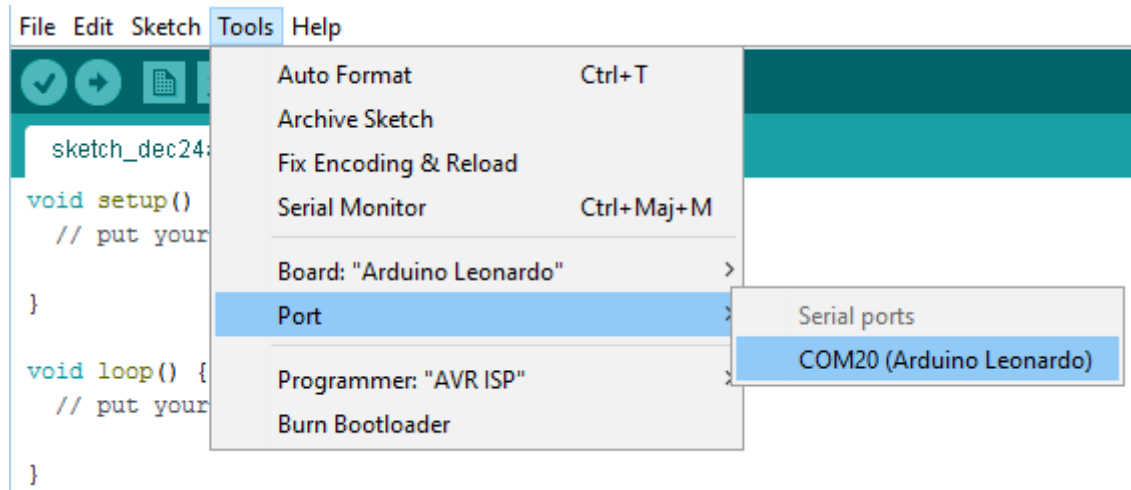 File Edit Sketch Tools Help
Auto Format Ctrl+T
Archive Sketch
sketch_dec24
Fix Encoding & Reload
void setup()
Serial Monitor Ctrl+Maj+M
// put your
Board: "Arduino Leonardo"
}
Port
Serial ports
COM20 (Arduino Leonardo)
void loop() {
Programmer: "AVR ISP"
// put your
Burn Bootloader
}